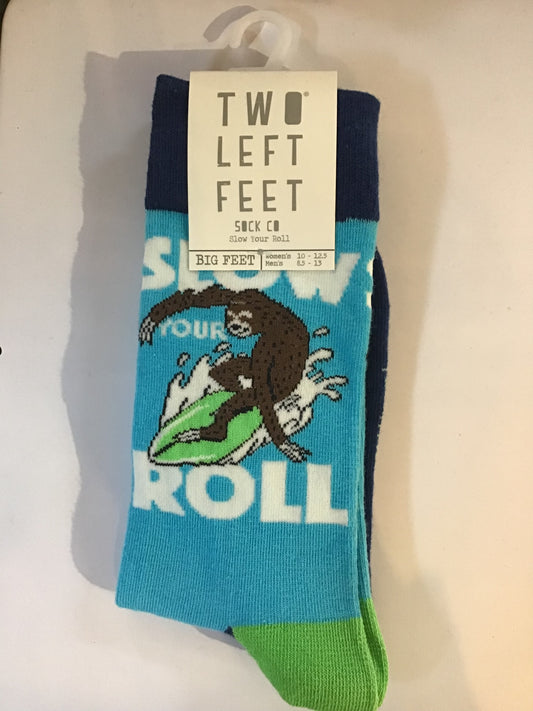 TWO®
LEFT
FEET
SOCK CO
Slow Your Roll
BIG FEET Women's 10 - 12.5
Men's 8.5 - 13
SLOW
YOUR
ROLL